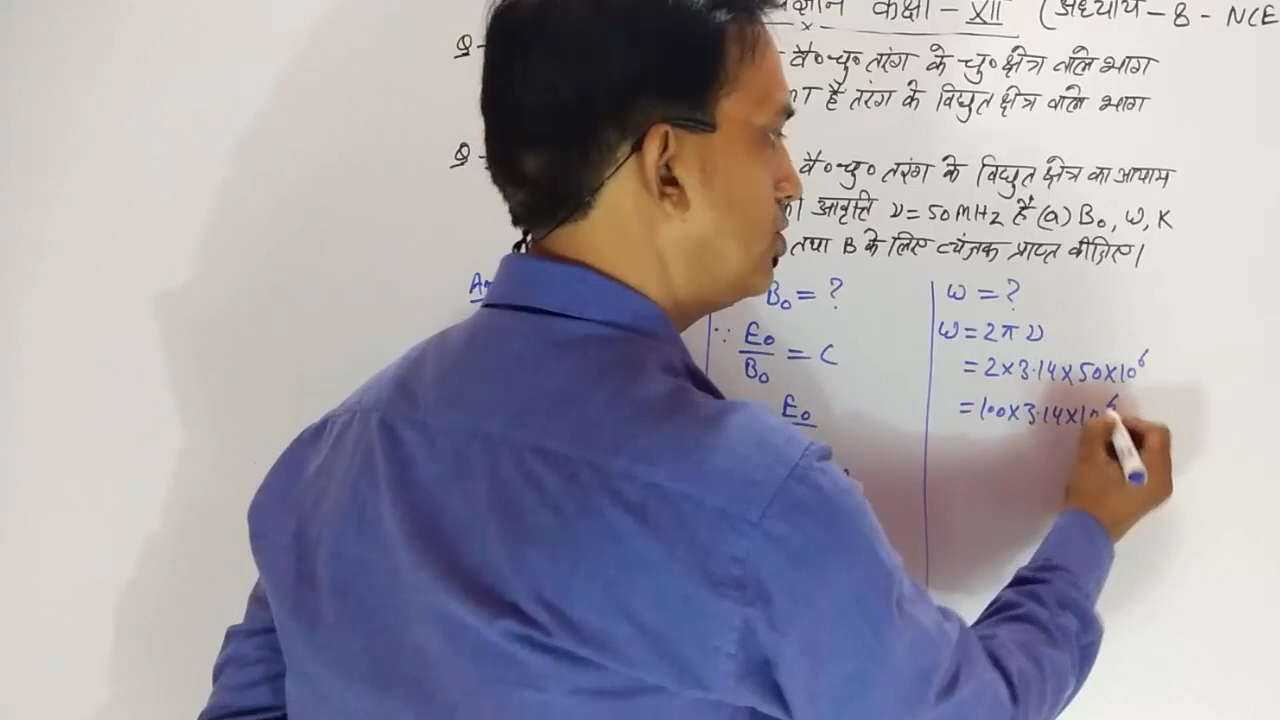 कक्षा - XII (अध्याय - 8 - NCE
Q -
वै०चु० तरंग के चु० क्षेत्र वाले भाग
nT है तरंग के विद्युत क्षेत्र वाले भाग
Q -
वै०चु० तरंग के विद्युत क्षेत्र का आयाम
आवृत्ति ν = 50 MHz है (a) B₀, ω, K
तथा B के लिए व्यंजक प्राप्त कीजिए।
B₀ = ?
∵ E₀/B₀ = C
E₀
ω = ?
ω = 2πν
= 2×3.14×50×10⁶
= 100×3.14×10⁶